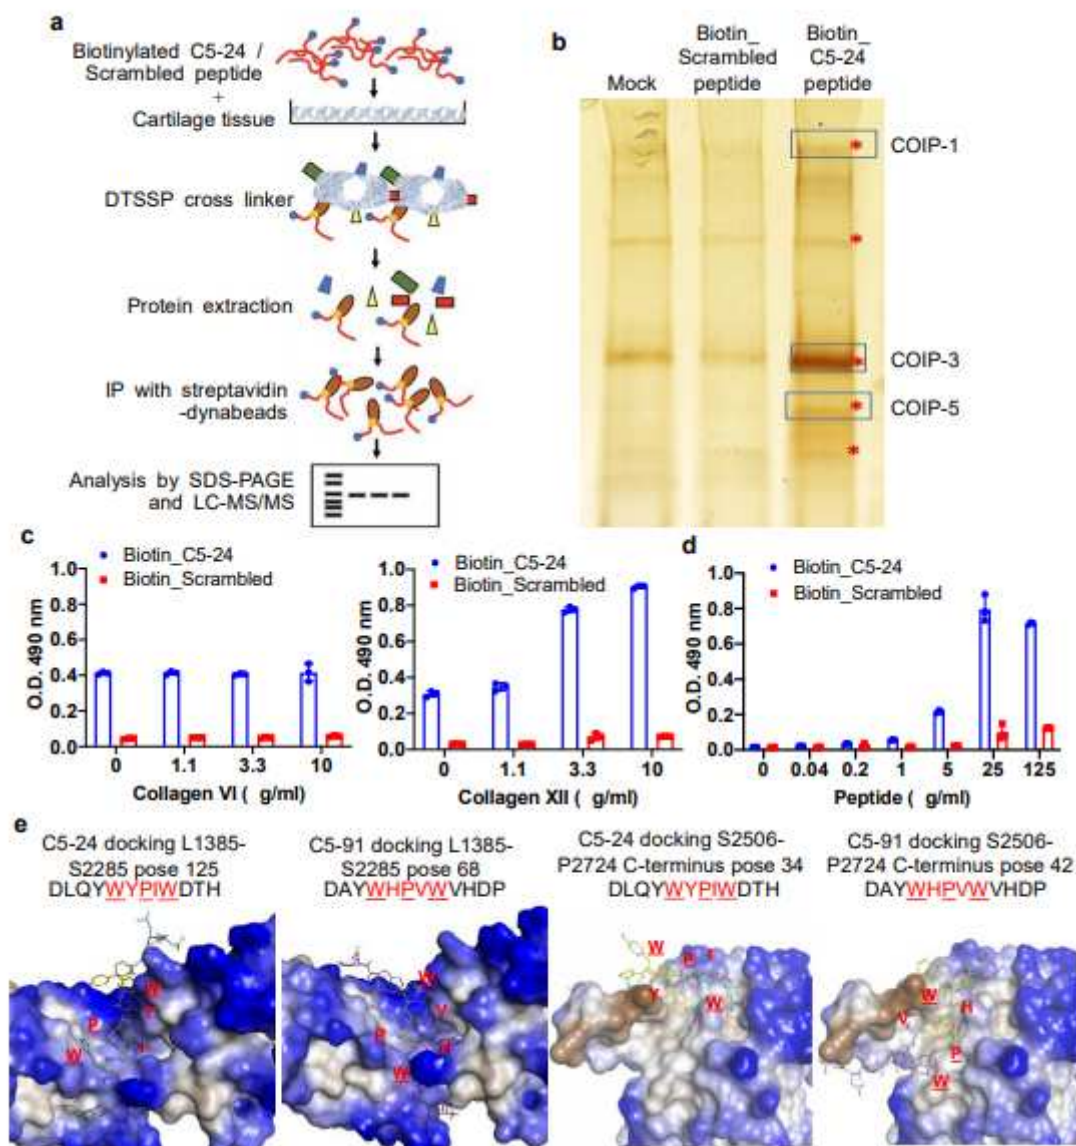 a
Biotinylated C5-24 /
Scrambled peptide
+
Cartilage tissue
DTSSP cross linker
Protein extraction
IP with streptavidin
-dynabeads
Analysis by SDS-PAGE
and LC-MS/MS
b
Mock
Biotin_
Scrambled
peptide
Biotin_
C5-24
peptide
*
COIP-1
*
*
COIP-3
*
COIP-5
*
c
Biotin_C5-24
Biotin_Scrambled
O.D. 490 nm
1.0
0.8
0.6
0.4
0.2
0.0
0 1.1 3.3 10
Collagen VI ( g/ml)
Biotin_C5-24
Biotin_Scrambled
O.D. 490 nm
1.0
0.8
0.6
0.4
0.2
0.0
0 1.1 3.3 10
Collagen XII ( g/ml)
d
Biotin_C5-24
Biotin_Scrambled
O.D. 490 nm
1.0
0.8
0.6
0.4
0.2
0.0
0 0.04 0.2 1 5 25 125
Peptide ( g/ml)
e
C5-24 docking L1385-
S2285 pose 125
DLQYWYPIWDTH
W
P
W
C5-91 docking L1385-
S2285 pose 68
DAYWHPVWVHDP
W
V
P
H
W
C5-24 docking S2506-
P2724 C-terminus pose 34
DLQYWYPIWDTH
W
P I
Y
W
C5-91 docking S2506-
P2724 C-terminus pose 42
DAYWHPVWVHDP
W
H
V
P
W